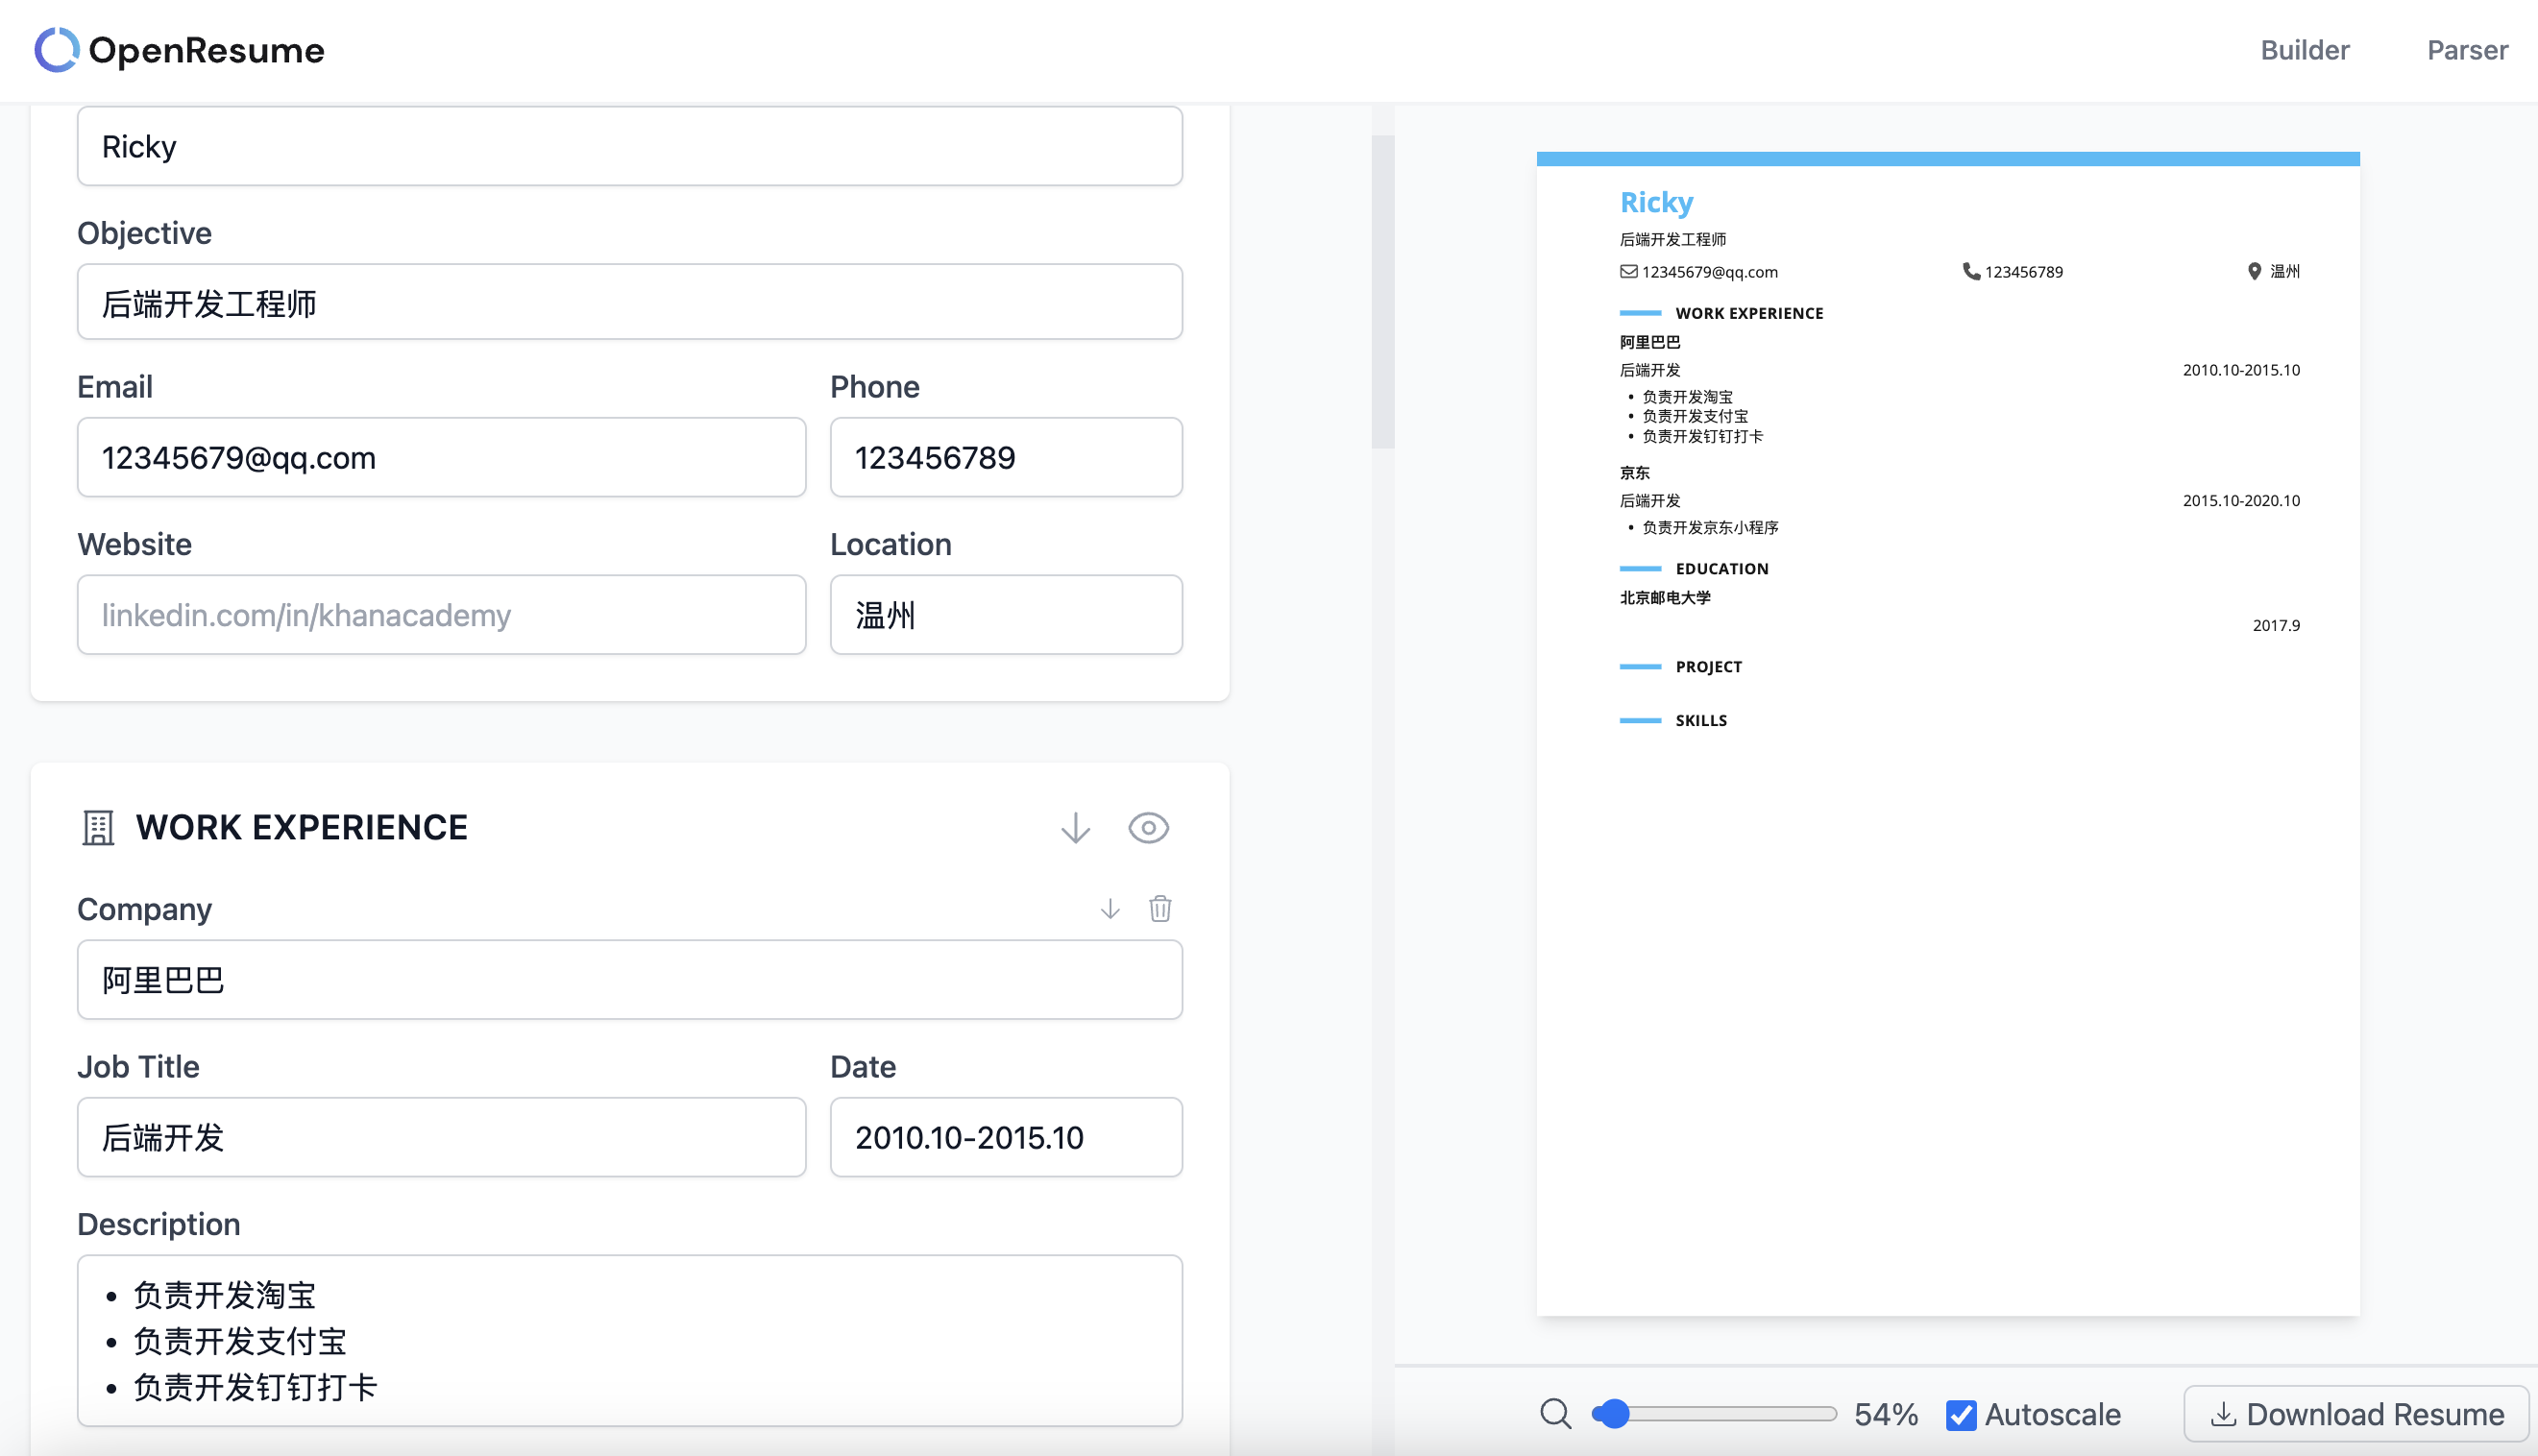 OpenResume
Builder
Parser
Ricky
Objective
后端开发工程师
Email
Phone
12345679@qq.com
123456789
Website
Location
linkedin.com/in/khanacademy
温州
WORK EXPERIENCE
Company
阿里巴巴
Job Title
Date
后端开发
2010.10-2015.10
Description
• 负责开发淘宝
• 负责开发支付宝
• 负责开发钉钉打卡
Ricky
后端开发工程师
12345679@qq.com
123456789
温州
WORK EXPERIENCE
阿里巴巴
后端开发
2010.10-2015.10
• 负责开发淘宝
• 负责开发支付宝
• 负责开发钉钉打卡
京东
后端开发
2015.10-2020.10
• 负责开发京东小程序
EDUCATION
北京邮电大学
2017.9
PROJECT
SKILLS
54%
Autoscale
Download Resume